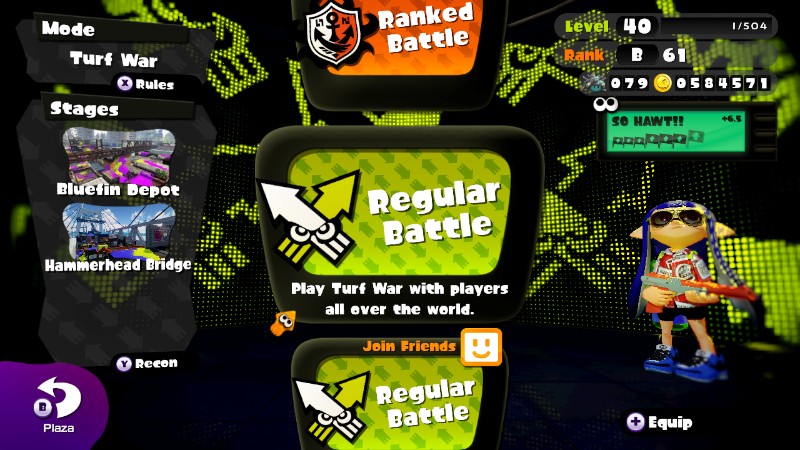 Mode
Turf War
X Rules
Stages
Bluefin Depot
Hammerhead Bridge
Y Recon
B
Plaza
Ranked
Battle
Regular
Battle
Play Turf War with players
all over the world.
Join Friends
Regular
Battle
Level 40 1/504
Rank B 61
079 0584571
SO HAWT!! +6.5
+ Equip